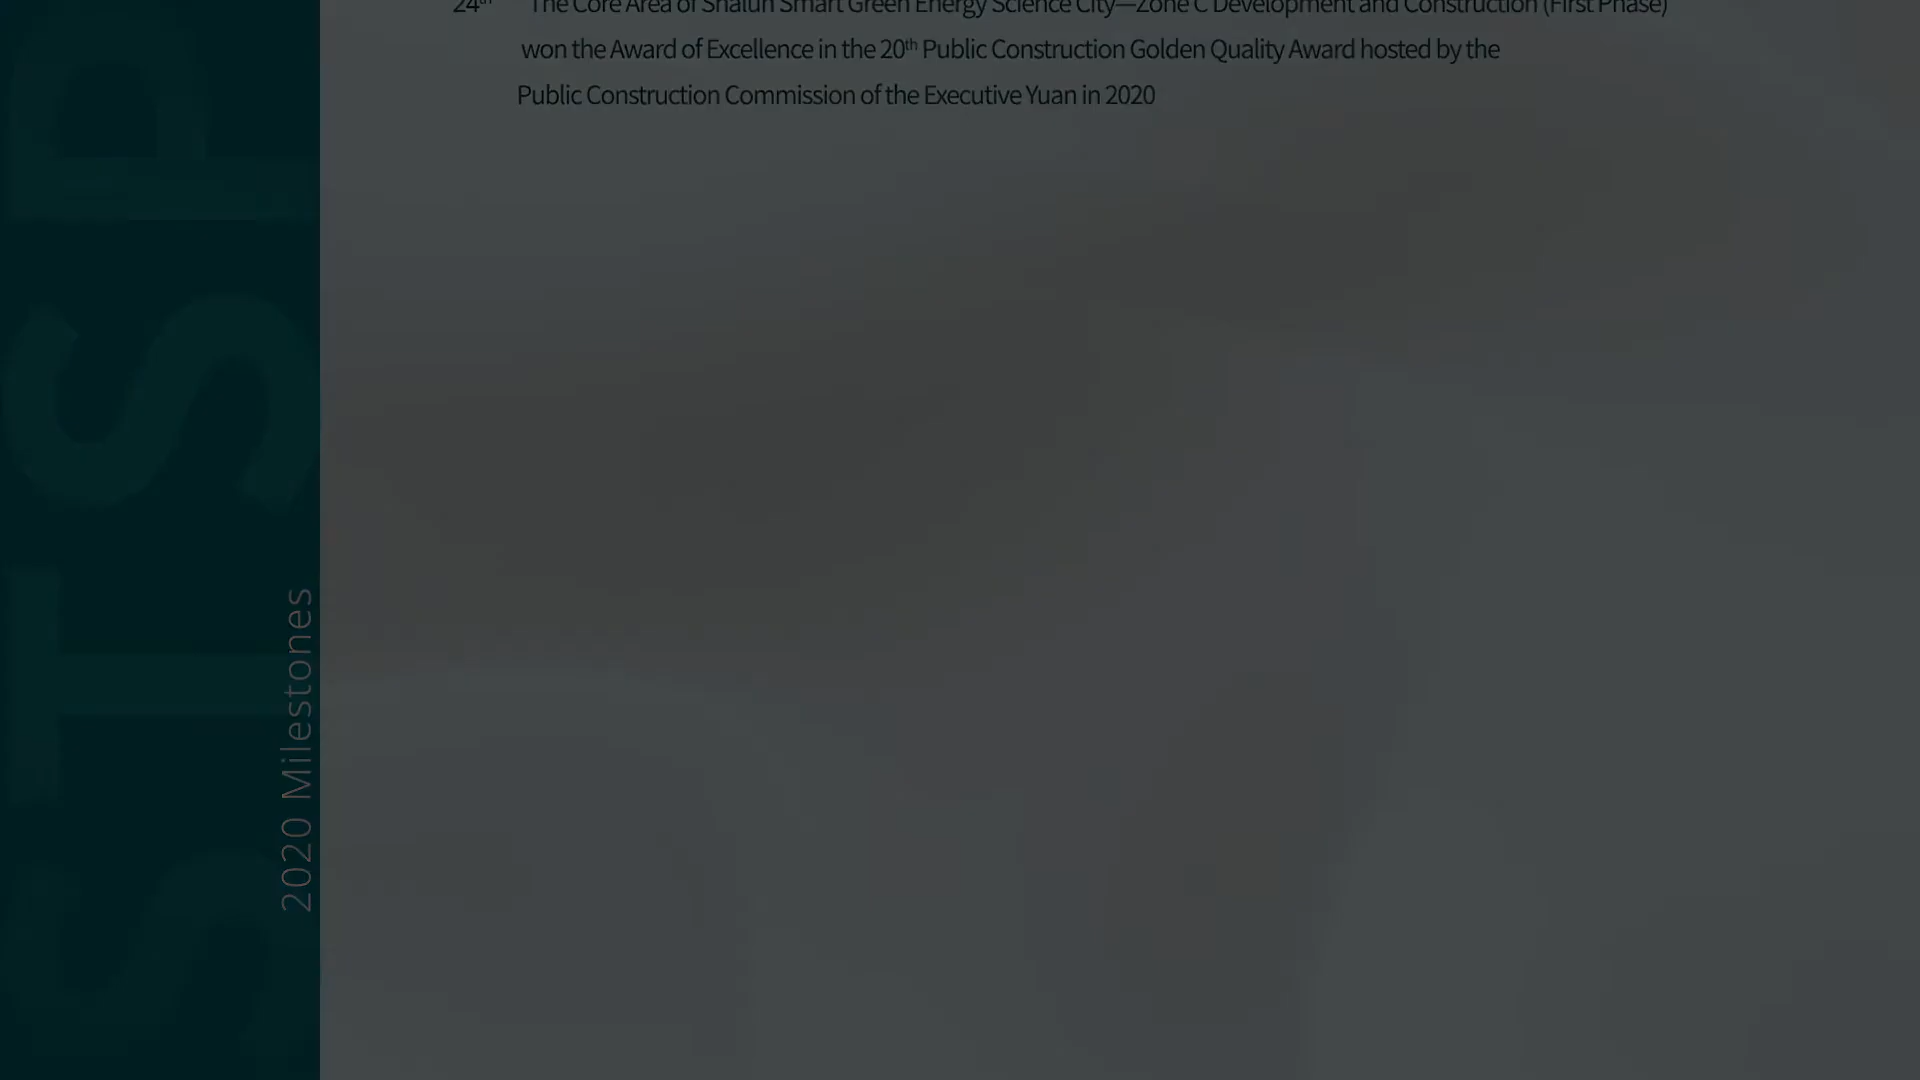 24th The Core Area of Shalun Smart Green Energy Science City—Zone C Development and Construction (First Phase)
won the Award of Excellence in the 20th Public Construction Golden Quality Award hosted by the
Public Construction Commission of the Executive Yuan in 2020
2020 Milestones
STSP